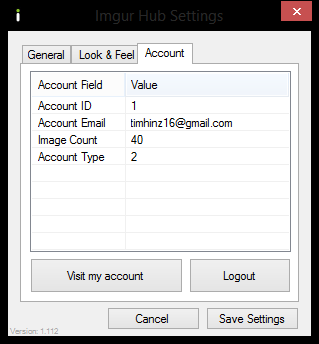 Imgur Hub Settings
General Look & Feel Account
Account Field Value
Account ID 1
Account Email timhinz16@gmail.com
Image Count 40
Account Type 2
Visit my account Logout
Cancel Save Settings
Version: 1.112